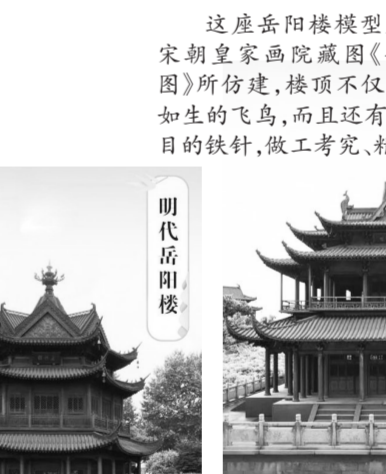 这座岳阳楼模型
宋朝皇家画院藏图《
图》所仿建,楼顶不仅
如生的飞鸟,而且还有
目的铁针,做工考究、精
明代岳阳楼